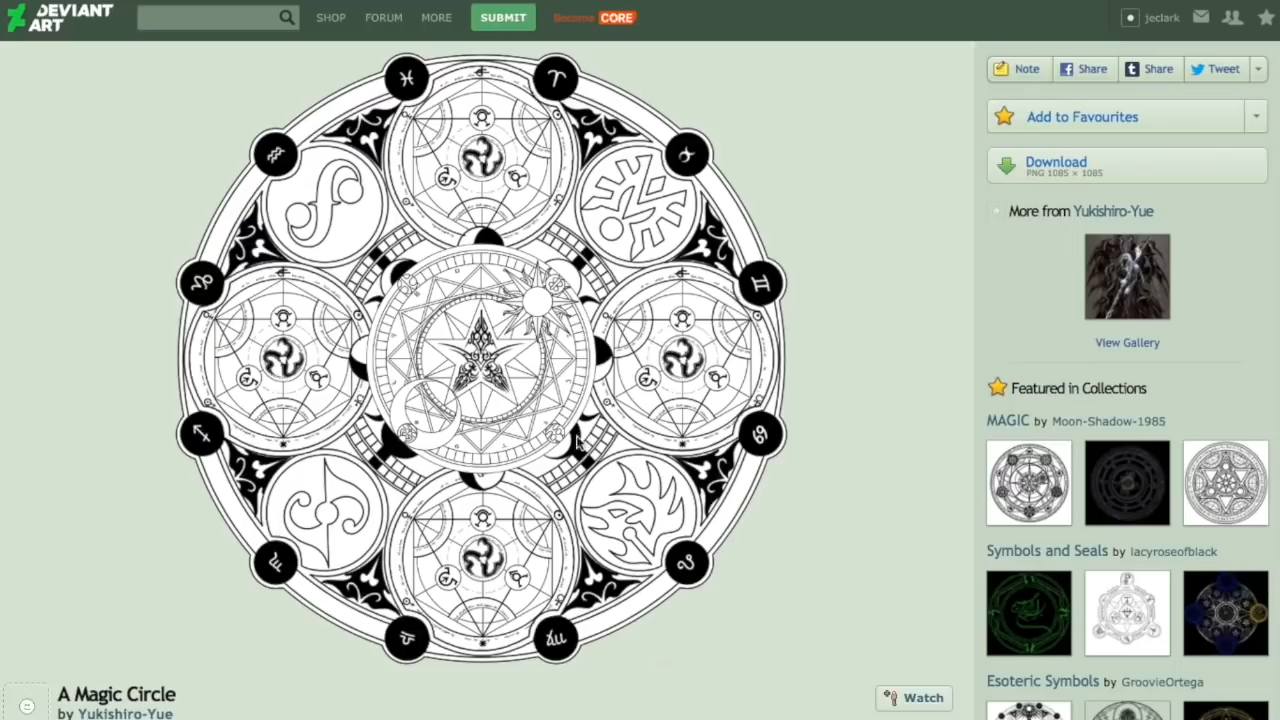 DEVIANT
ART
SHOP
FORUM
MORE
SUBMIT
Become CORE
jeclark
Note
Share
Share
Tweet
Add to Favourites
Download
PNG 1085 × 1085
More from Yukishiro-Yue
View Gallery
Featured in Collections
MAGIC by Moon-Shadow-1985
Symbols and Seals by lacyroseofblack
Esoteric Symbols by GroovieOrtega
A Magic Circle
by Yukishiro-Yue
Watch
♓ ♈
♒ ♉
♑ ♊
♐ ♋
♏ ♌
♎ ♍